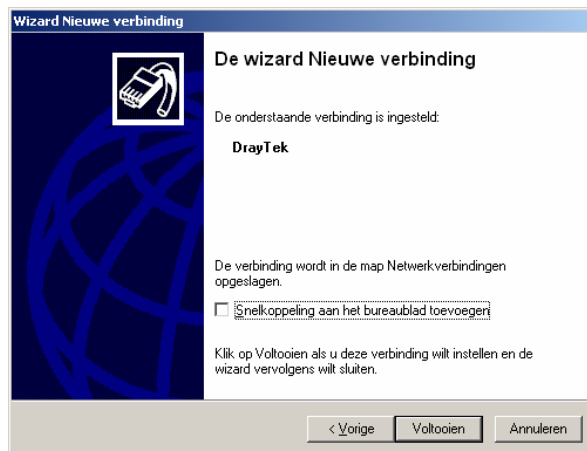 Wizard Nieuwe verbinding
De wizard Nieuwe verbinding
De onderstaande verbinding is ingesteld:
DrayTek
De verbinding wordt in de map Netwerkverbindingen
opgeslagen.
Snelkoppeling aan het bureaublad toevoegen
Klik op Voltooien als u deze verbinding wilt instellen en de
wizard vervolgens wilt sluiten.
< Vorige Voltooien Annuleren